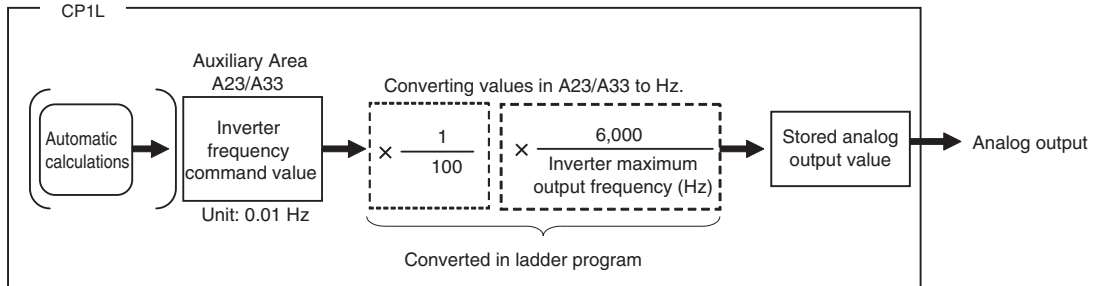 CP1L
Auxiliary Area
A23/A33
Converting values in A23/A33 to Hz.
Automatic
calculations
Inverter
frequency
command value
×
1
100
×
6,000
Inverter maximum
output frequency (Hz)
Stored analog
output value
Analog output
Unit: 0.01 Hz
Converted in ladder program